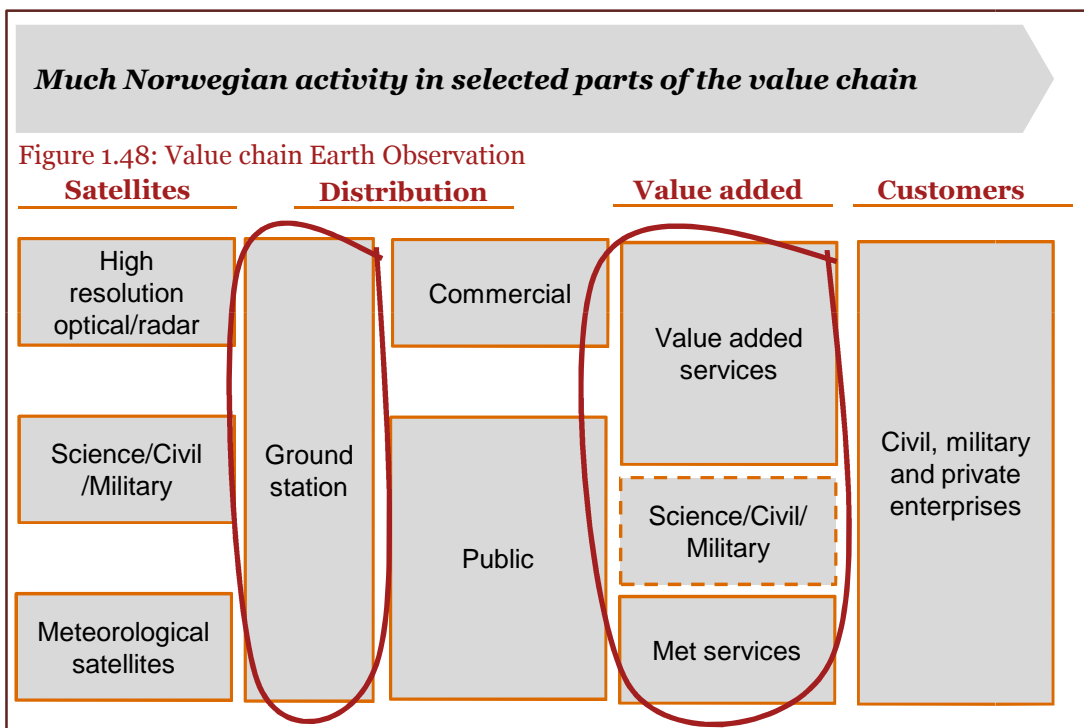 Much Norwegian activity in selected parts of the value chain
Figure 1.48: Value chain Earth Observation
Satellites
Distribution
Value added
Customers
High
resolution
optical/radar
Science/Civil
/Military
Meteorological
satellites
Ground
station
Commercial
Public
Value added
services
Science/Civil/
Military
Met services
Civil, military
and private
enterprises